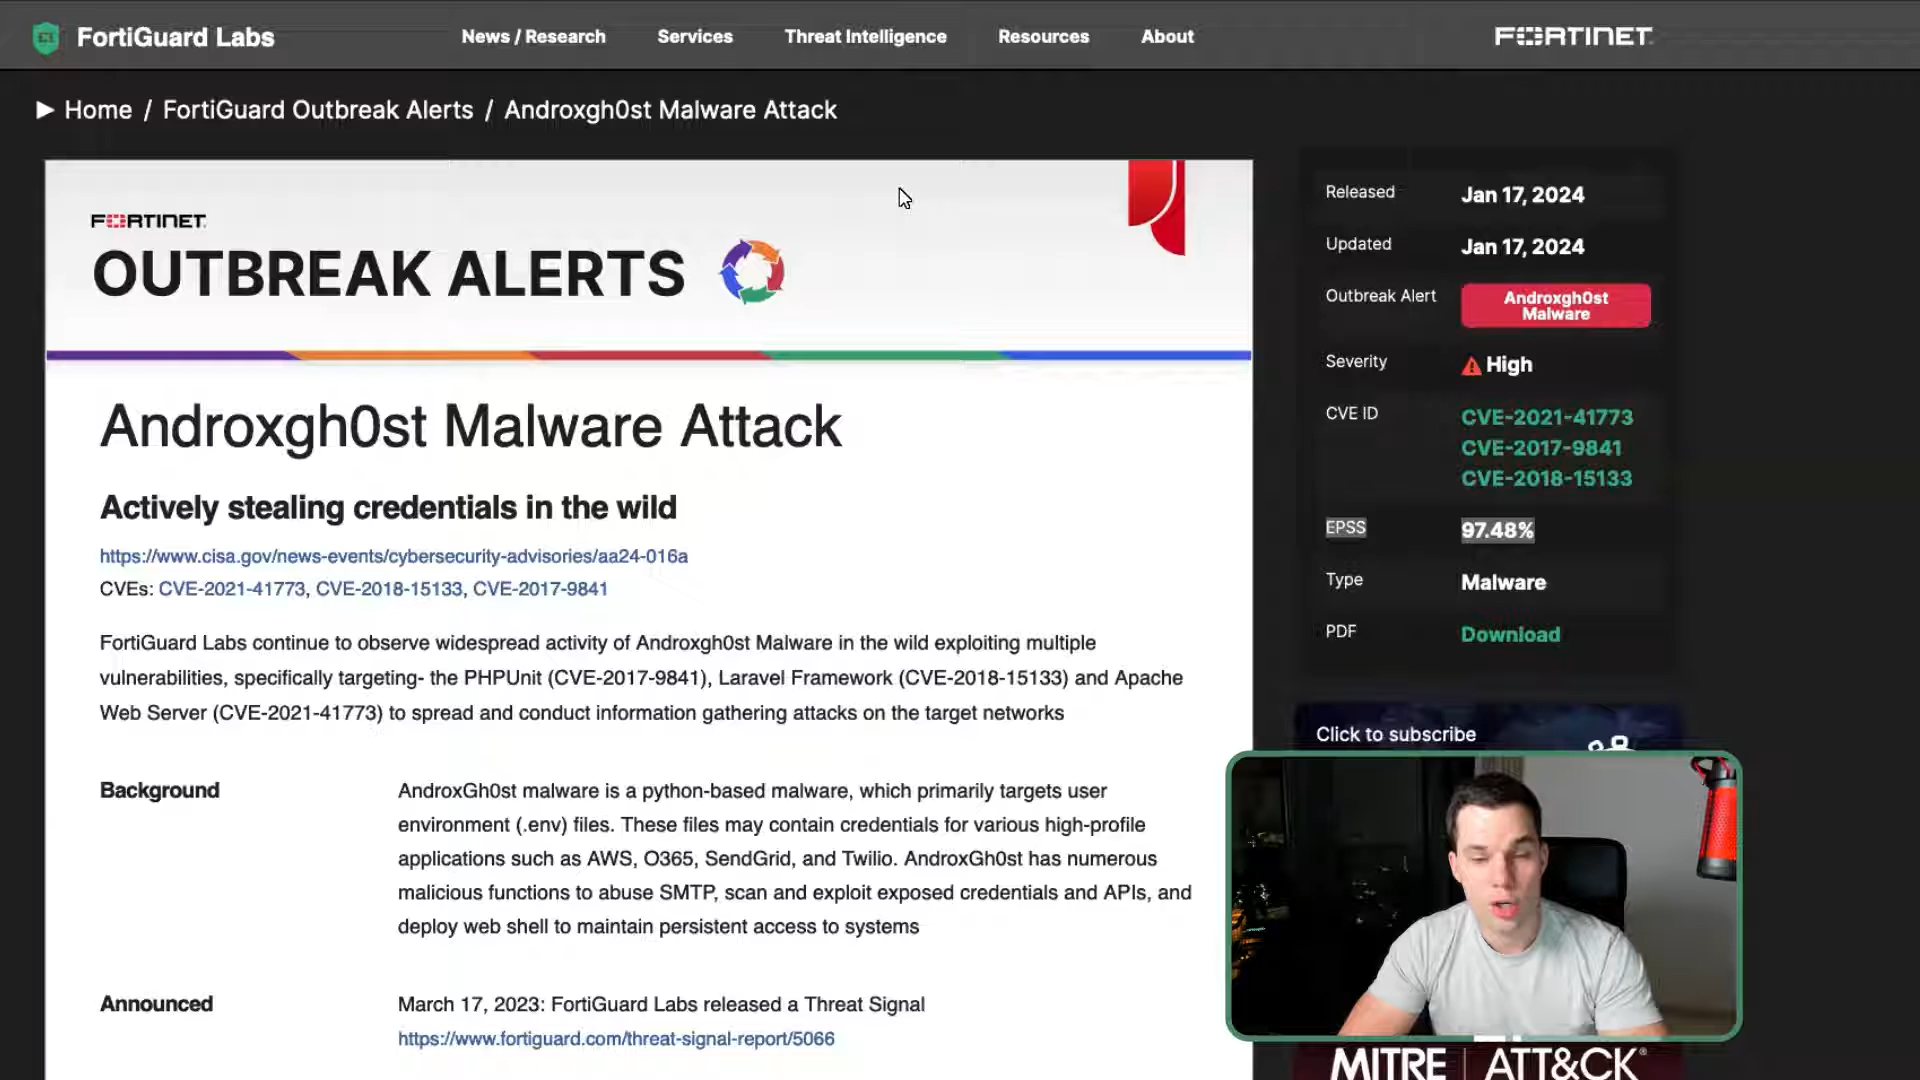 FortiGuard Labs
News / Research
Services
Threat Intelligence
Resources
About
FORTINET
Home / FortiGuard Outbreak Alerts / Androxgh0st Malware Attack
FORTINET
OUTBREAK ALERTS
Androxgh0st Malware Attack
Actively stealing credentials in the wild
https://www.cisa.gov/news-events/cybersecurity-advisories/aa24-016a
CVEs: CVE-2021-41773, CVE-2018-15133, CVE-2017-9841
FortiGuard Labs continue to observe widespread activity of Androxgh0st Malware in the wild exploiting multiple
vulnerabilities, specifically targeting- the PHPUnit (CVE-2017-9841), Laravel Framework (CVE-2018-15133) and Apache
Web Server (CVE-2021-41773) to spread and conduct information gathering attacks on the target networks
Background
AndroxGh0st malware is a python-based malware, which primarily targets user
environment (.env) files. These files may contain credentials for various high-profile
applications such as AWS, O365, SendGrid, and Twilio. AndroxGh0st has numerous
malicious functions to abuse SMTP, scan and exploit exposed credentials and APIs, and
deploy web shell to maintain persistent access to systems
Announced
March 17, 2023: FortiGuard Labs released a Threat Signal
https://www.fortiguard.com/threat-signal-report/5066
Released Jan 17, 2024
Updated Jan 17, 2024
Outbreak Alert Androxgh0st
Malware
Severity High
CVE ID CVE-2021-41773
CVE-2017-9841
CVE-2018-15133
EPSS 97.48%
Type Malware
PDF Download
Click to subscribe
MITRE | ATT&CK®